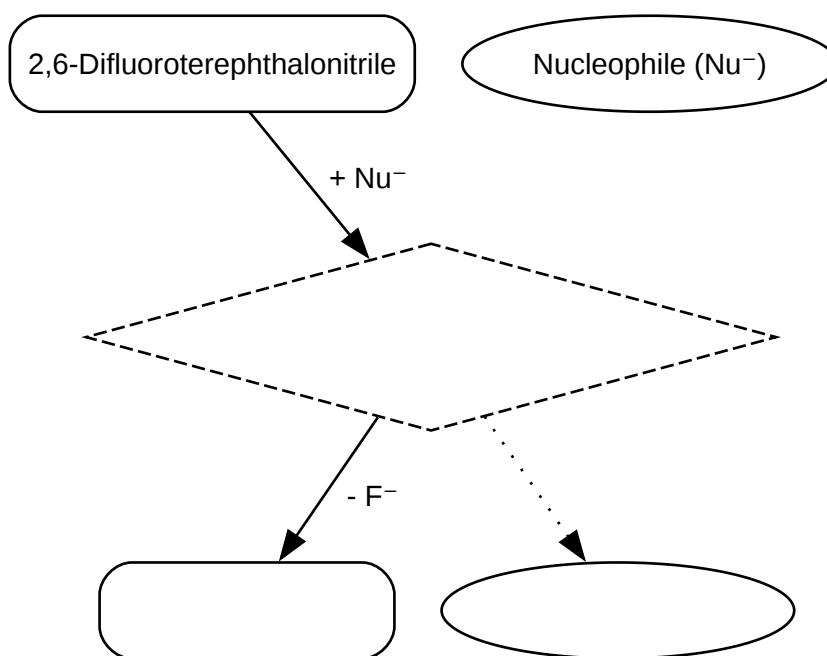 2,6-Difluoroterephthalonitrile
Nucleophile (Nu⁻)
+ Nu⁻
- F⁻